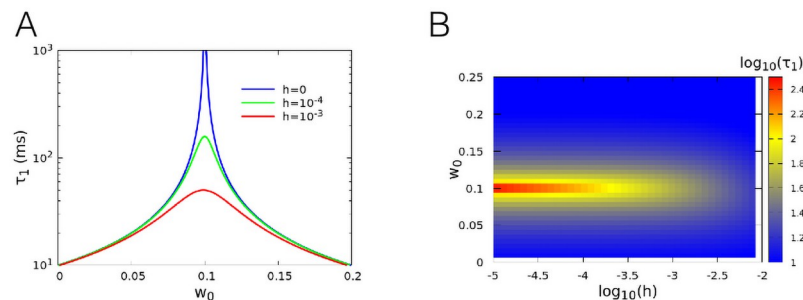 A
10³
10²
10¹
τ₁ (ms)
h=0
h=10⁻⁴
h=10⁻³
0
0.05
0.1
0.15
0.2
w₀
B
log₁₀(τ₁)
0.25
0.2
0.15
0.1
0.05
0
w₀
-5
-4.5
-4
-3.5
-3
-2.5
-2
log₁₀(h)
2.4
2.2
2
1.8
1.6
1.4
1.2
1